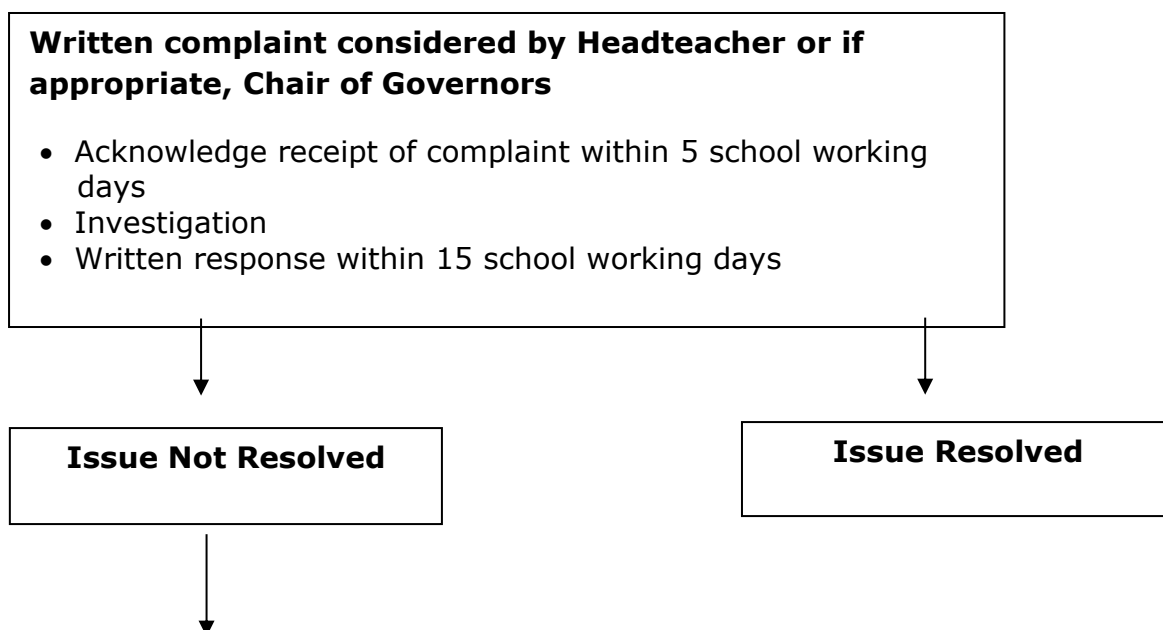 Written complaint considered by Headteacher or if
appropriate, Chair of Governors
• Acknowledge receipt of complaint within 5 school working
days
• Investigation
• Written response within 15 school working days
Issue Not Resolved
Issue Resolved